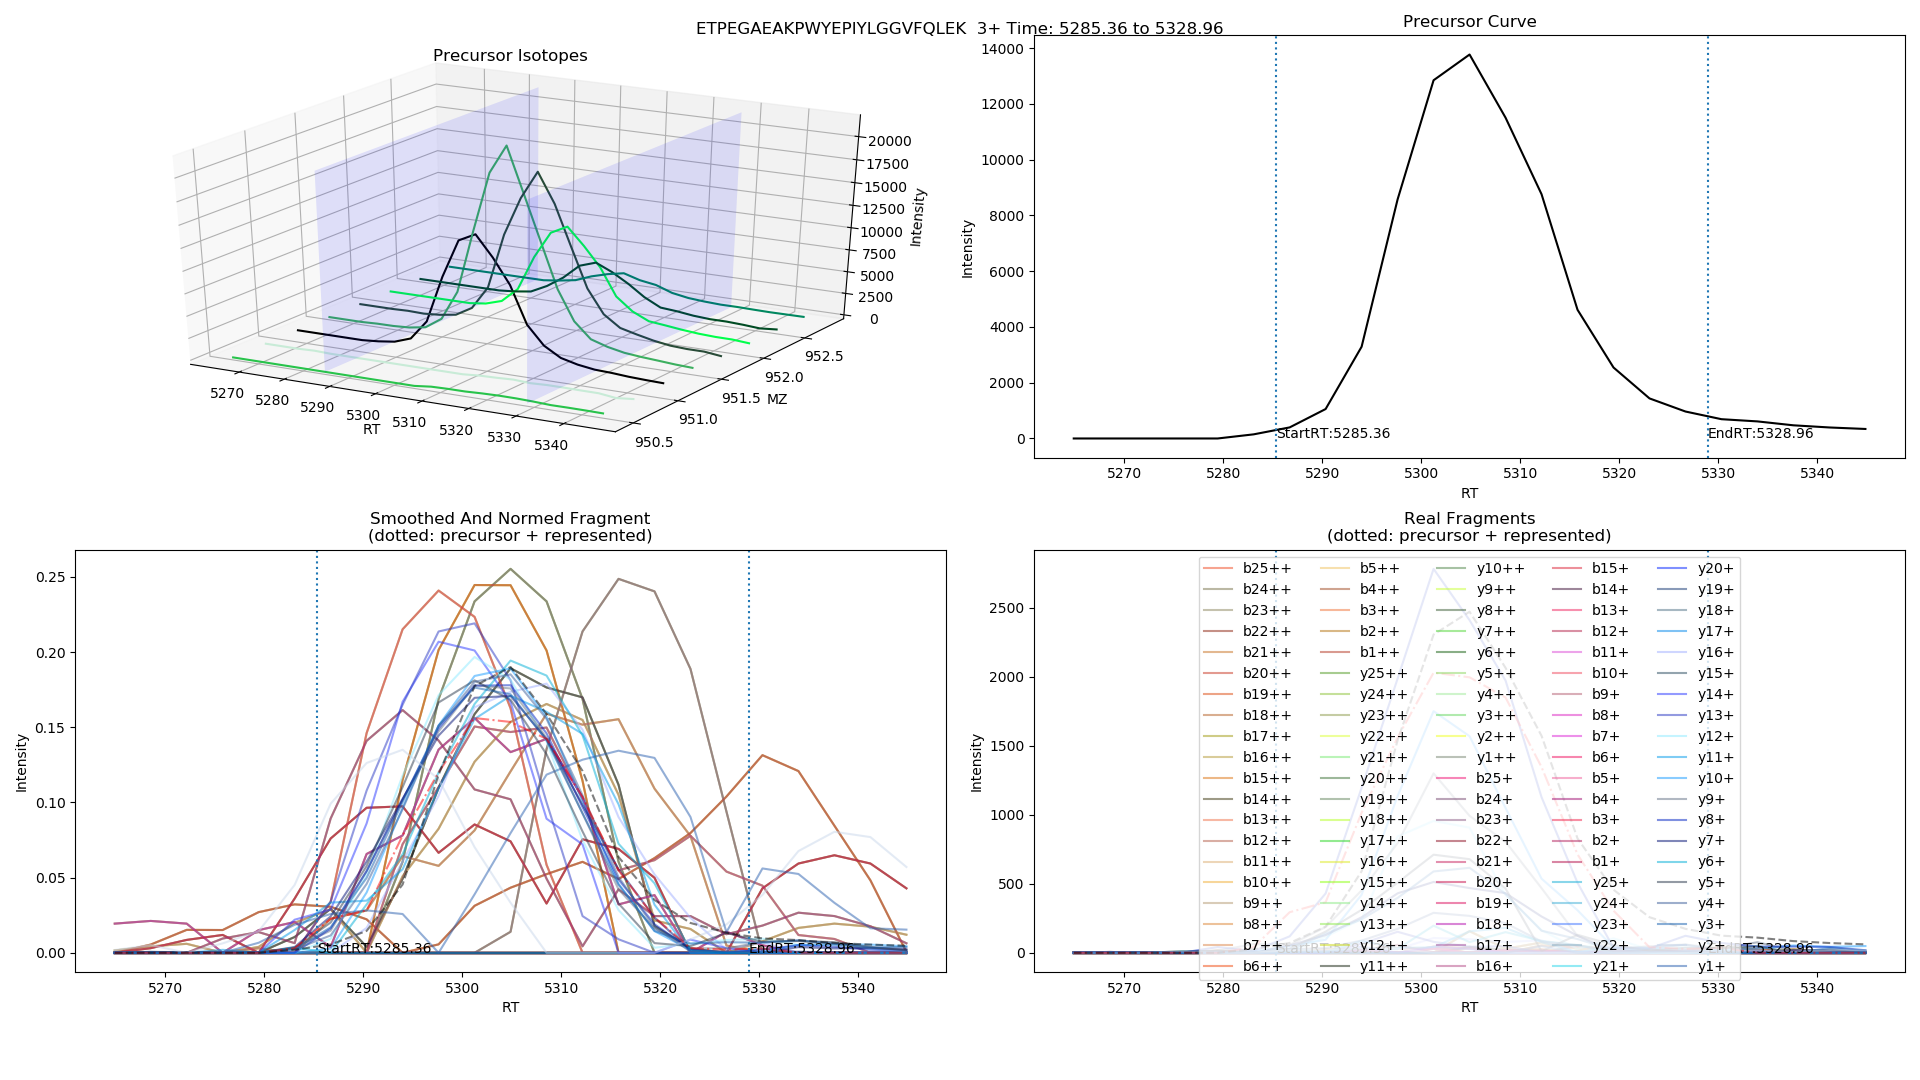 ETPEGAEAKPWYEPIYLGGVFQLEK  3+ Time: 5285.36 to 5328.96
Precursor Isotopes
20000
17500
15000
12500
10000
7500
5000
2500
0
Intensity
952.5
952.0
951.5
951.0
950.5
MZ
5270
5280
5290
5300
5310
5320
5330
5340
RT
Precursor Curve
14000
12000
10000
8000
6000
4000
2000
0
Intensity
StartRT:5285.36
EndRT:5328.96
5270 5280 5290 5300 5310 5320 5330 5340
RT
Smoothed And Normed Fragment
(dotted: precursor + represented)
0.25
0.20
0.15
0.10
0.05
0.00
Intensity
StartRT:5285.36
EndRT:5328.96
5270 5280 5290 5300 5310 5320 5330 5340
RT
Real Fragments
(dotted: precursor + represented)
2500
2000
1500
1000
500
0
Intensity
b25++ b5++ y10++ b15+ y20+
b24++ b4++ y9++ b14+ y19+
b23++ b3++ y8++ b13+ y18+
b22++ b2++ y7++ b12+ y17+
b21++ b1++ y6++ b11+ y16+
b20++ y25++ y5++ b10+ y15+
b19++ y24++ y4++ b9+ y14+
b18++ y23++ y3++ b8+ y13+
b17++ y22++ y2++ b7+ y12+
b16++ y21++ y1++ b6+ y11+
b15++ y20++ b25+ b5+ y10+
b14++ y19++ b24+ b4+ y9+
b13++ y18++ b23+ b3+ y8+
b12++ y17++ b22+ b2+ y7+
b11++ y16++ b21+ b1+ y6+
b10++ y15++ b20+ y25+ y5+
b9++ y14++ b19+ y24+ y4+
b8++ y13++ b18+ y23+ y3+
b7++ y12++ b17+ y22+ y2+
b6++ y11++ b16+ y21+ y1+
StartRT:5285.36
EndRT:5328.96
5270 5280 5290 5300 5310 5320 5330 5340
RT